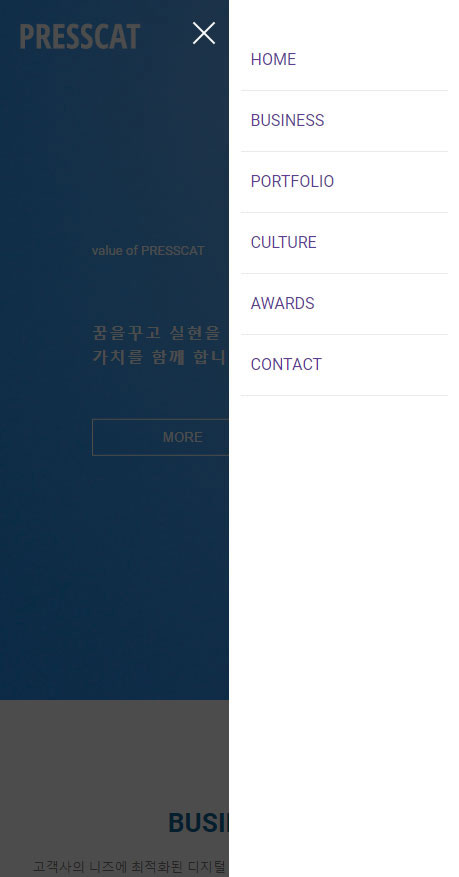 PRESSCAT
HOME
BUSINESS
PORTFOLIO
CULTURE
AWARDS
CONTACT
value of PRESSCAT
꿈을꾸고 실현을
가치를 함께 합니
MORE
BUSI
고객사의 니즈에 최적화된 디지털